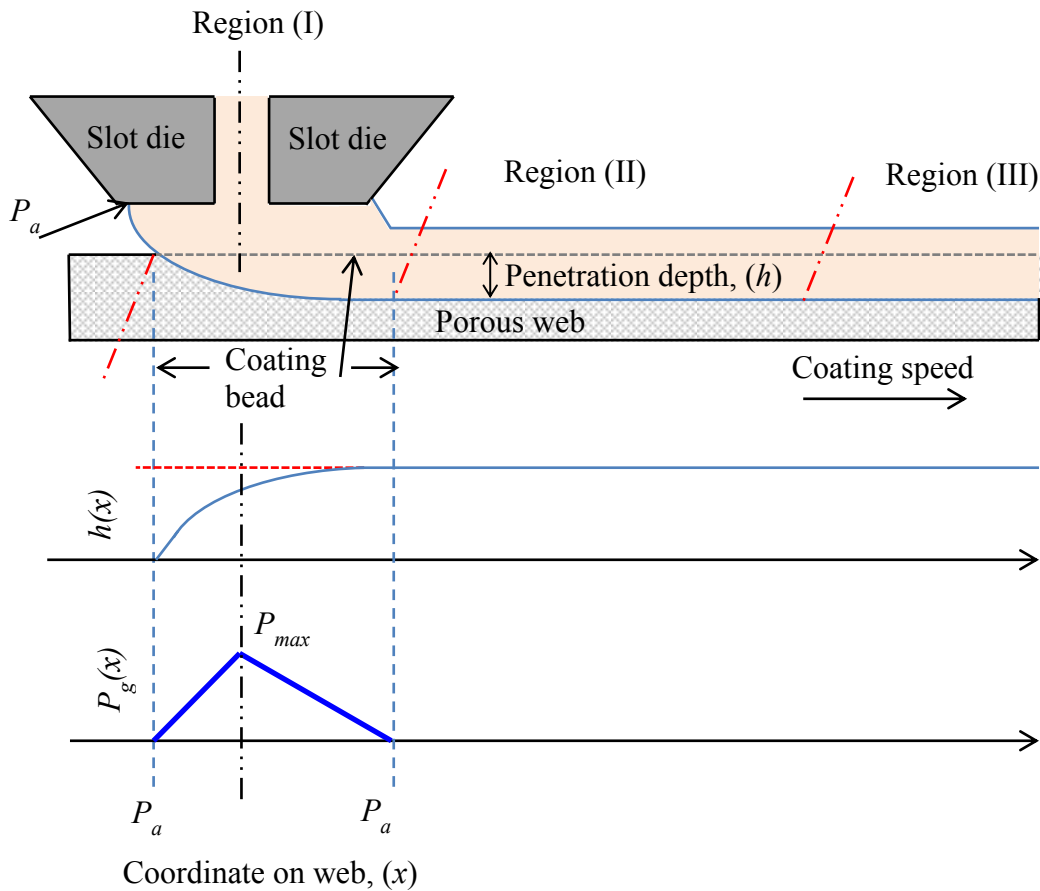 Region (I)
Slot die
Slot die
Region (II)
Region (III)
P_a
Penetration depth, (h)
Porous web
Coating
bead
Coating speed
h(x)
P_max
P_g(x)
P_a
P_a
Coordinate on web, (x)